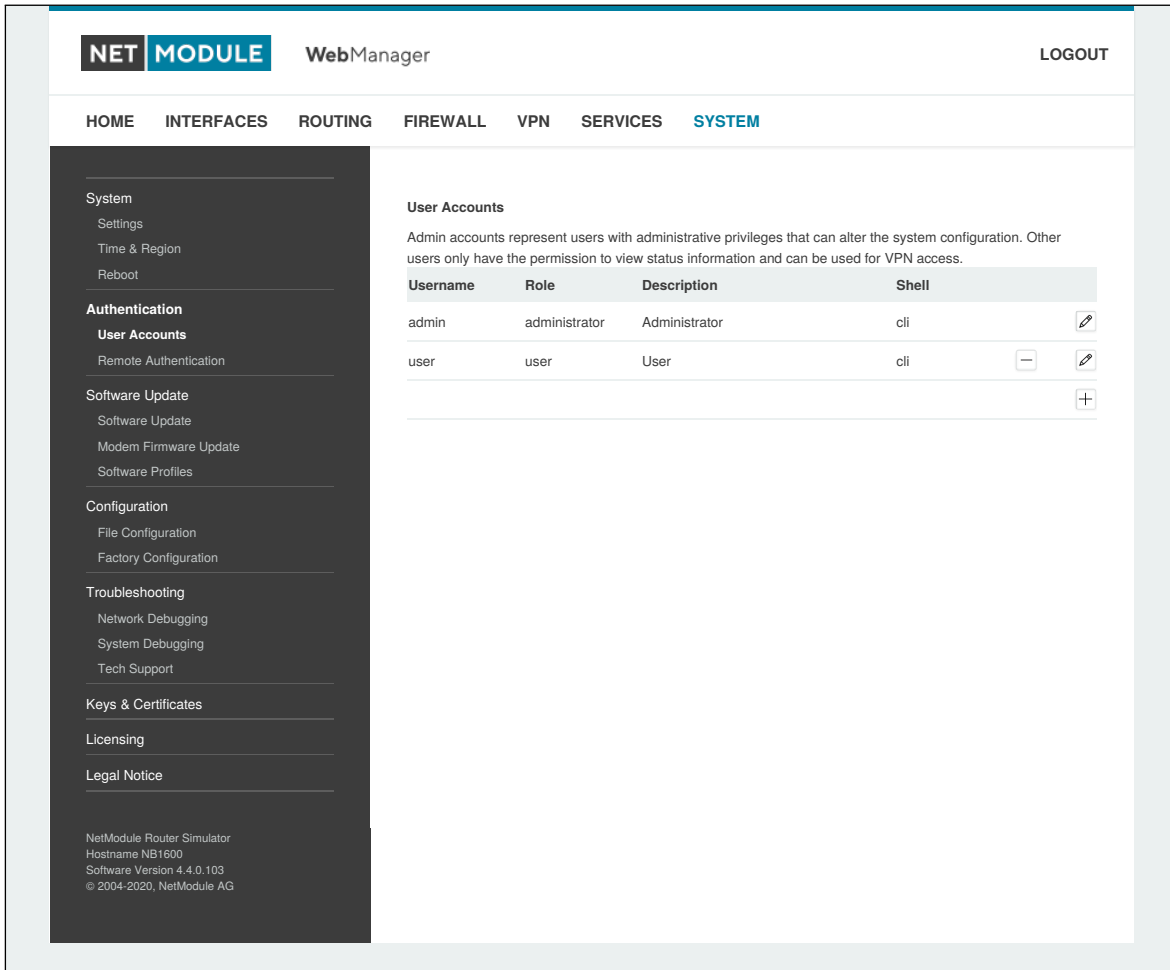 NET MODULE WebManager LOGOUT
HOME INTERFACES ROUTING FIREWALL VPN SERVICES SYSTEM
System
Settings
Time & Region
Reboot
Authentication
User Accounts
Remote Authentication
Software Update
Software Update
Modem Firmware Update
Software Profiles
Configuration
File Configuration
Factory Configuration
Troubleshooting
Network Debugging
System Debugging
Tech Support
Keys & Certificates
Licensing
Legal Notice
NetModule Router Simulator
Hostname NB1600
Software Version 4.4.0.103
© 2004-2020, NetModule AG
User Accounts
Admin accounts represent users with administrative privileges that can alter the system configuration. Other
users only have the permission to view status information and can be used for VPN access.
Username Role Description Shell
admin administrator Administrator cli
user user User cli